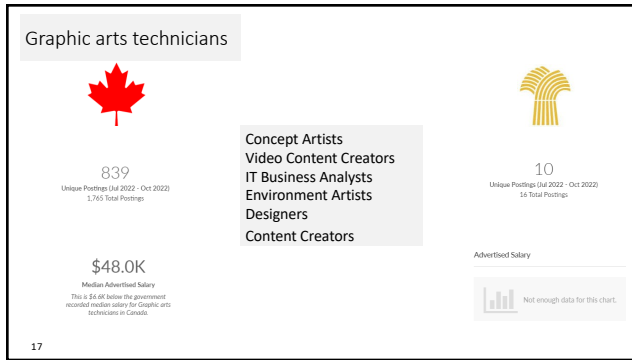 Graphic arts technicians
839
Unique Postings (Jul 2022 - Oct 2022)
1,765 Total Postings
$48.0K
Median Advertised Salary
This is $6.6K below the government
recorded median salary for Graphic arts
technicians in Canada.
Concept Artists
Video Content Creators
IT Business Analysts
Environment Artists
Designers
Content Creators
10
Unique Postings (Jul 2022 - Oct 2022)
16 Total Postings
Advertised Salary
Not enough data for this chart.
17